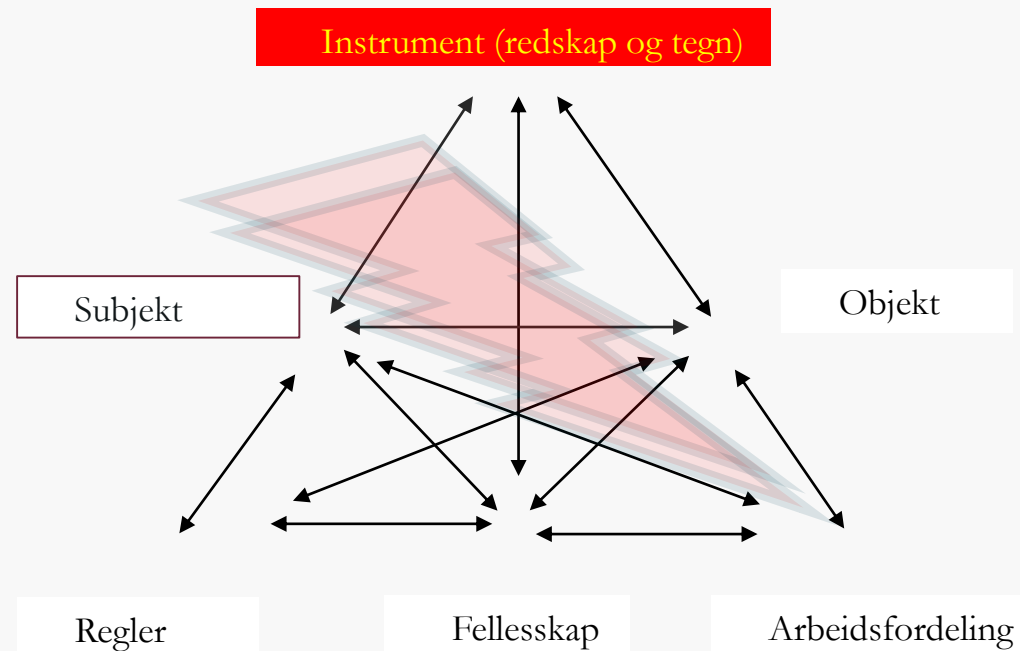 Instrument (redskap og tegn)
Subjekt
Objekt
Regler
Fellesskap
Arbeidsfordeling